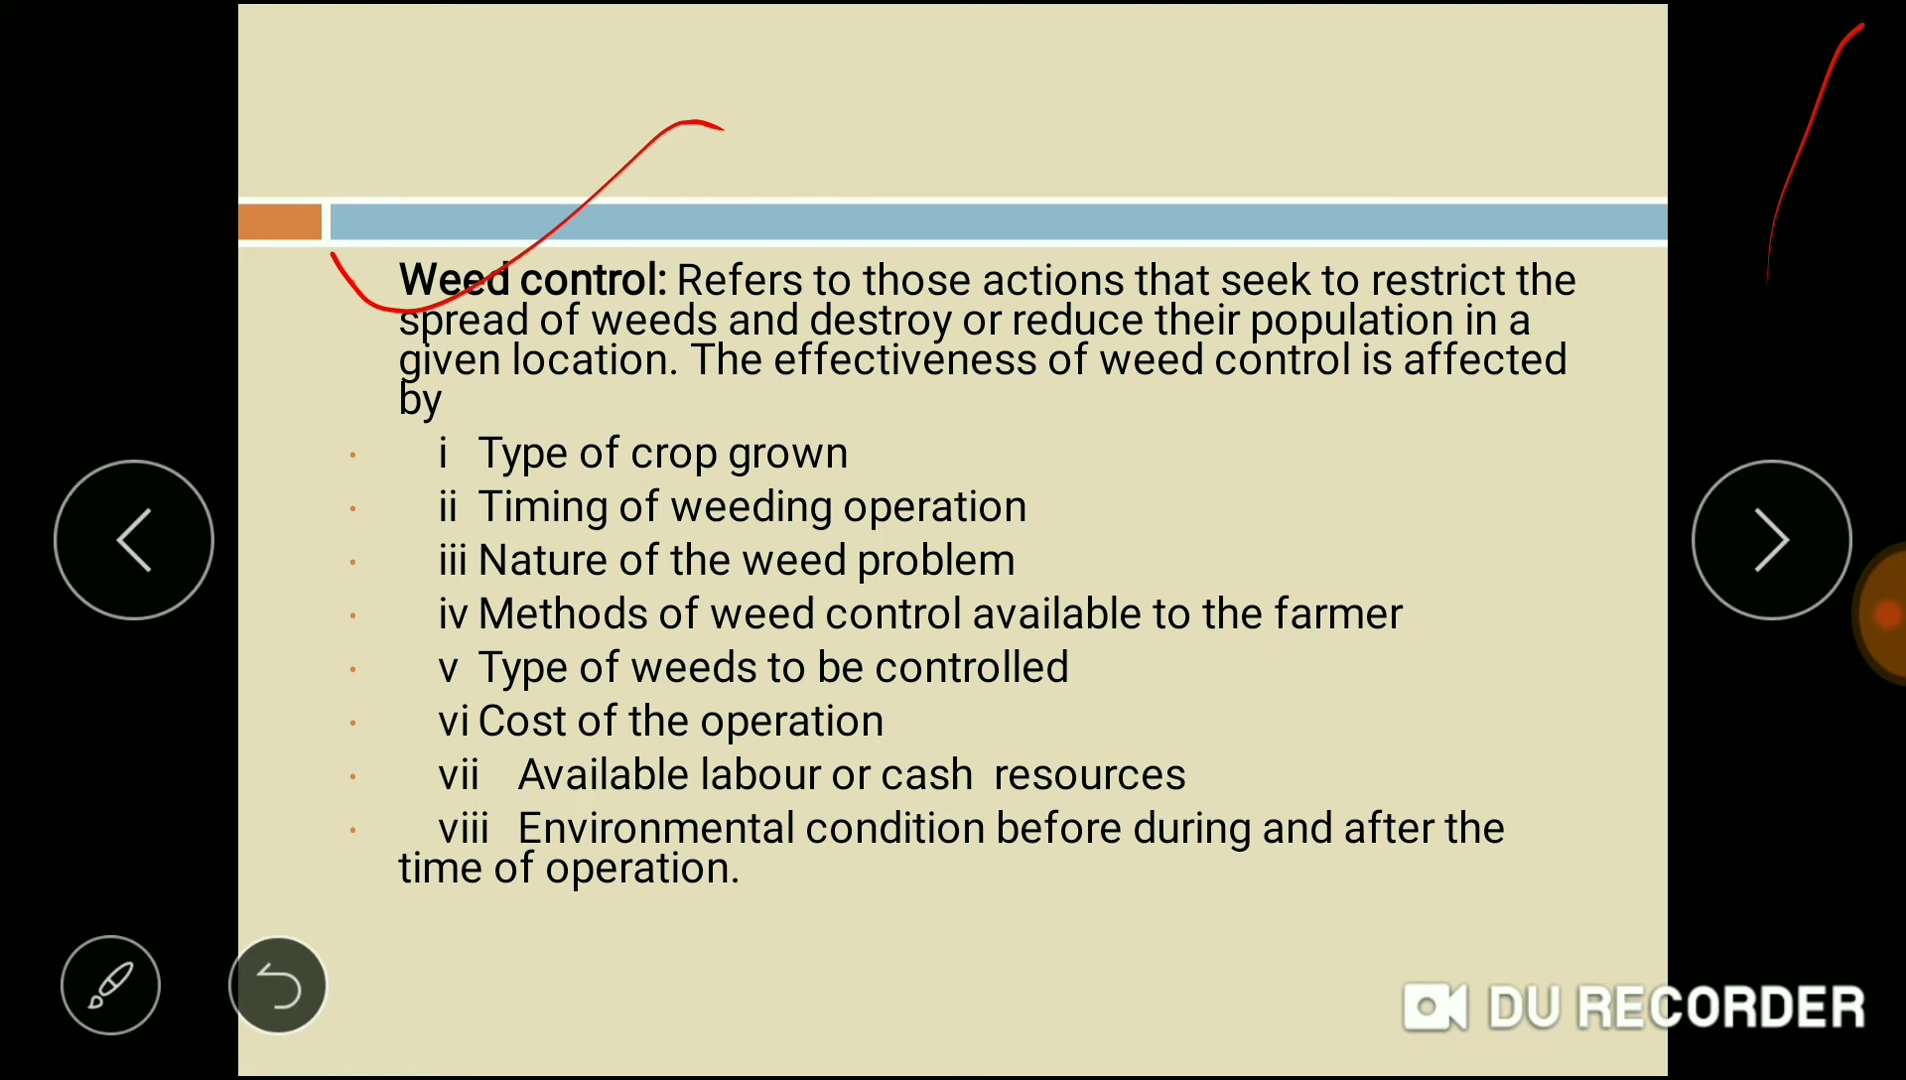 Weed control: Refers to those actions that seek to restrict the
spread of weeds and destroy or reduce their population in a
given location. The effectiveness of weed control is affected
by
· i Type of crop grown
· ii Timing of weeding operation
· iii Nature of the weed problem
· iv Methods of weed control available to the farmer
· v Type of weeds to be controlled
· vi Cost of the operation
· vii Available labour or cash resources
· viii Environmental condition before during and after the
time of operation.
DU RECORDER